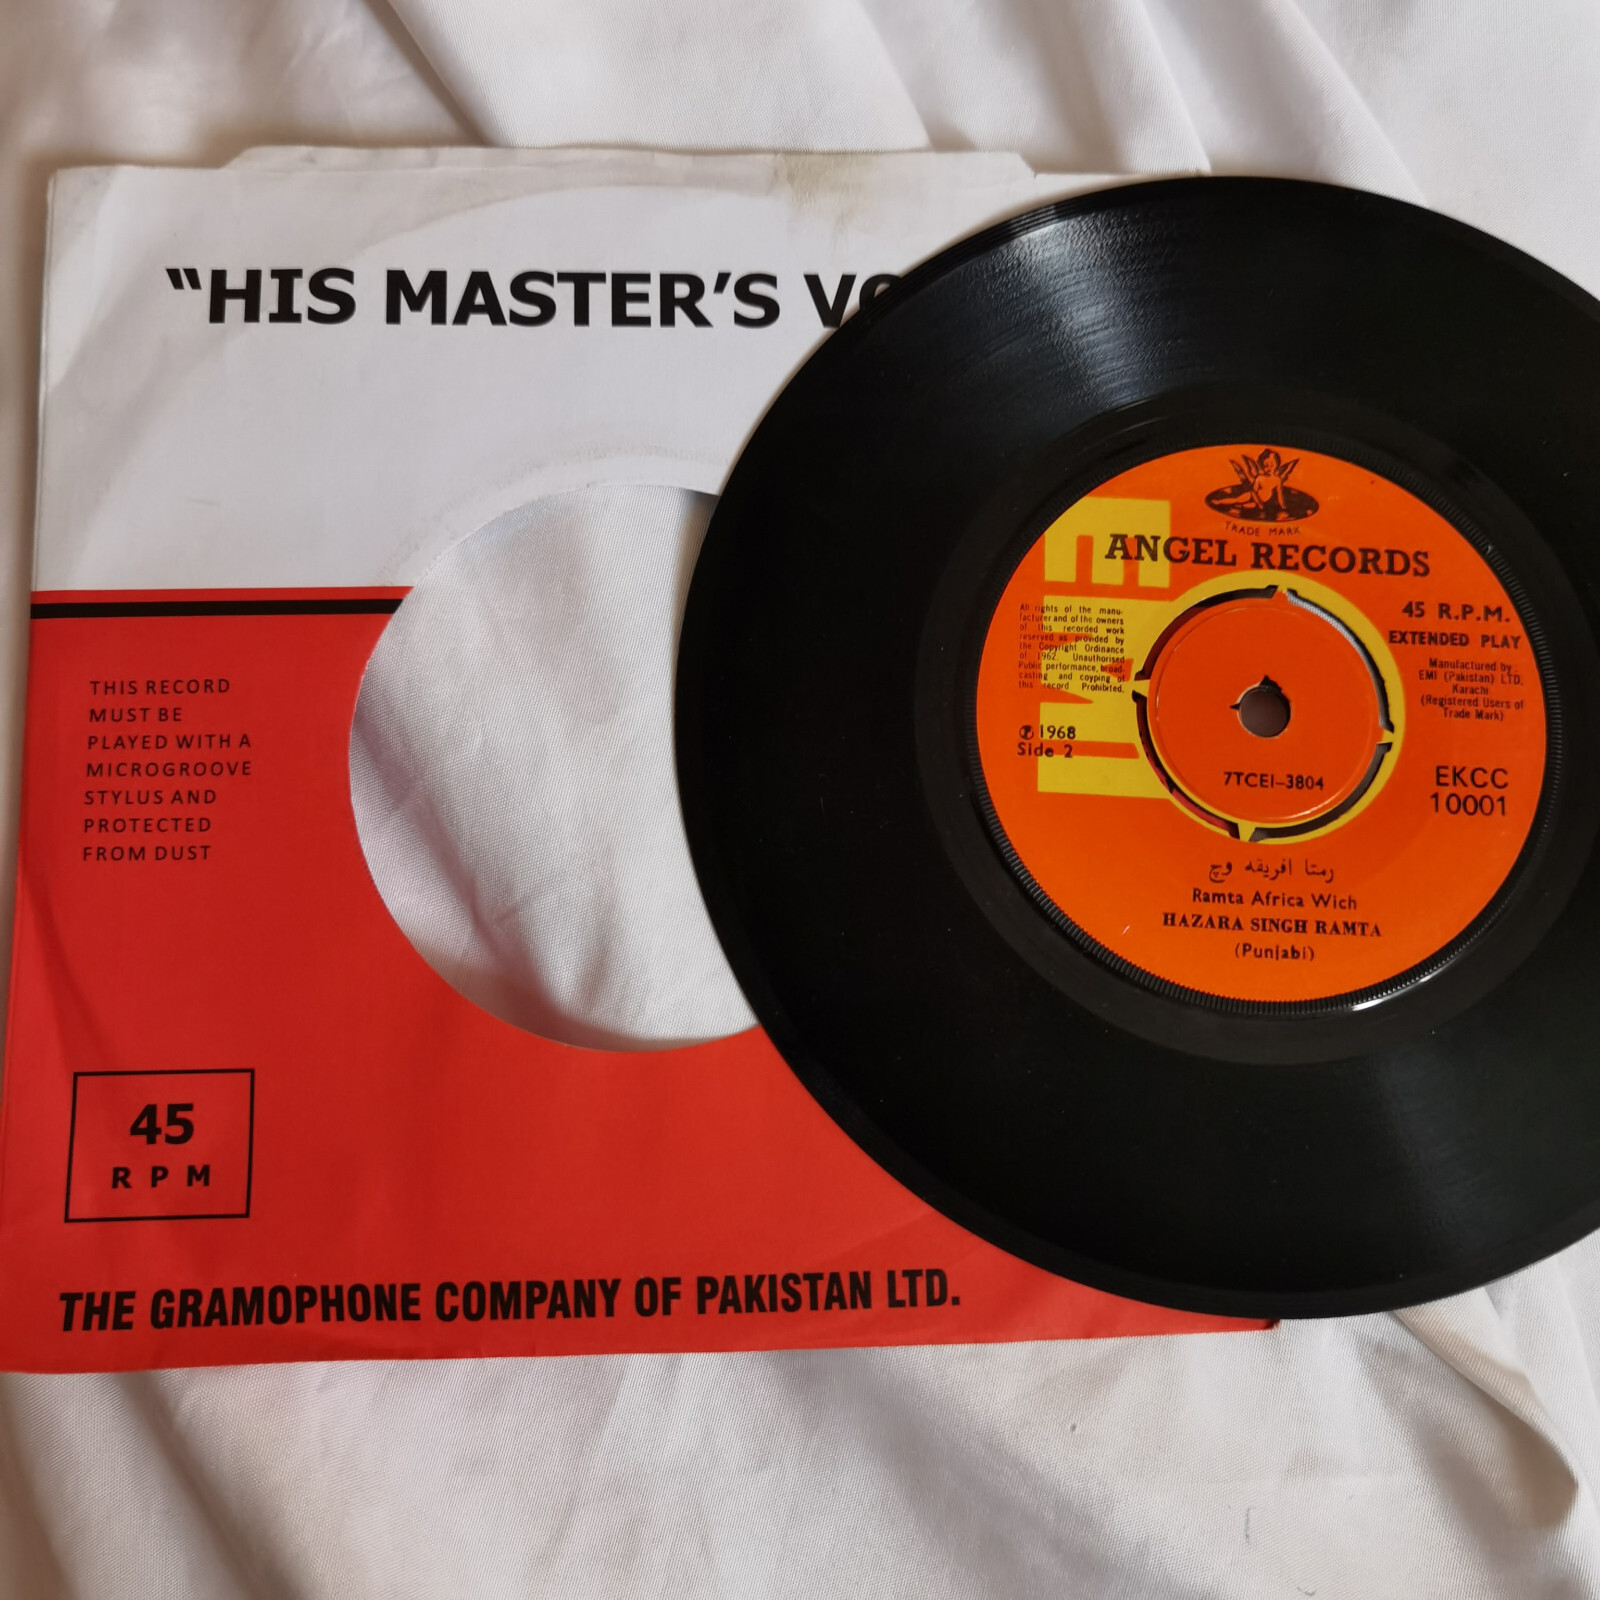 "HIS MASTER'S VO
THIS RECORD
MUST BE
PLAYED WITH A
MICROGROOVE
STYLUS AND
PROTECTED
FROM DUST
45
RPM
THE GRAMOPHONE COMPANY OF PAKISTAN LTD.
TRADE MARK
ANGEL RECORDS
EMI
All rights of the manu-
facturer and of the owners
of this recorded work
reserved as provided by
the Copyright Ordinance
of 1962. Unauthorised
Public performance, broad-
casting and coyping of
this record Prohibited.
℗ 1968
Side 2
45 R.P.M.
EXTENDED PLAY
Manufactured by:
EMI (Pakistan) LTD.
Karachi
(Registered Users of
Trade Mark)
7TCEI-3804
EKCC
10001
رمتا افریقہ وچ
Ramta Africa Wich
HAZARA SINGH RAMTA
(Punjabi)